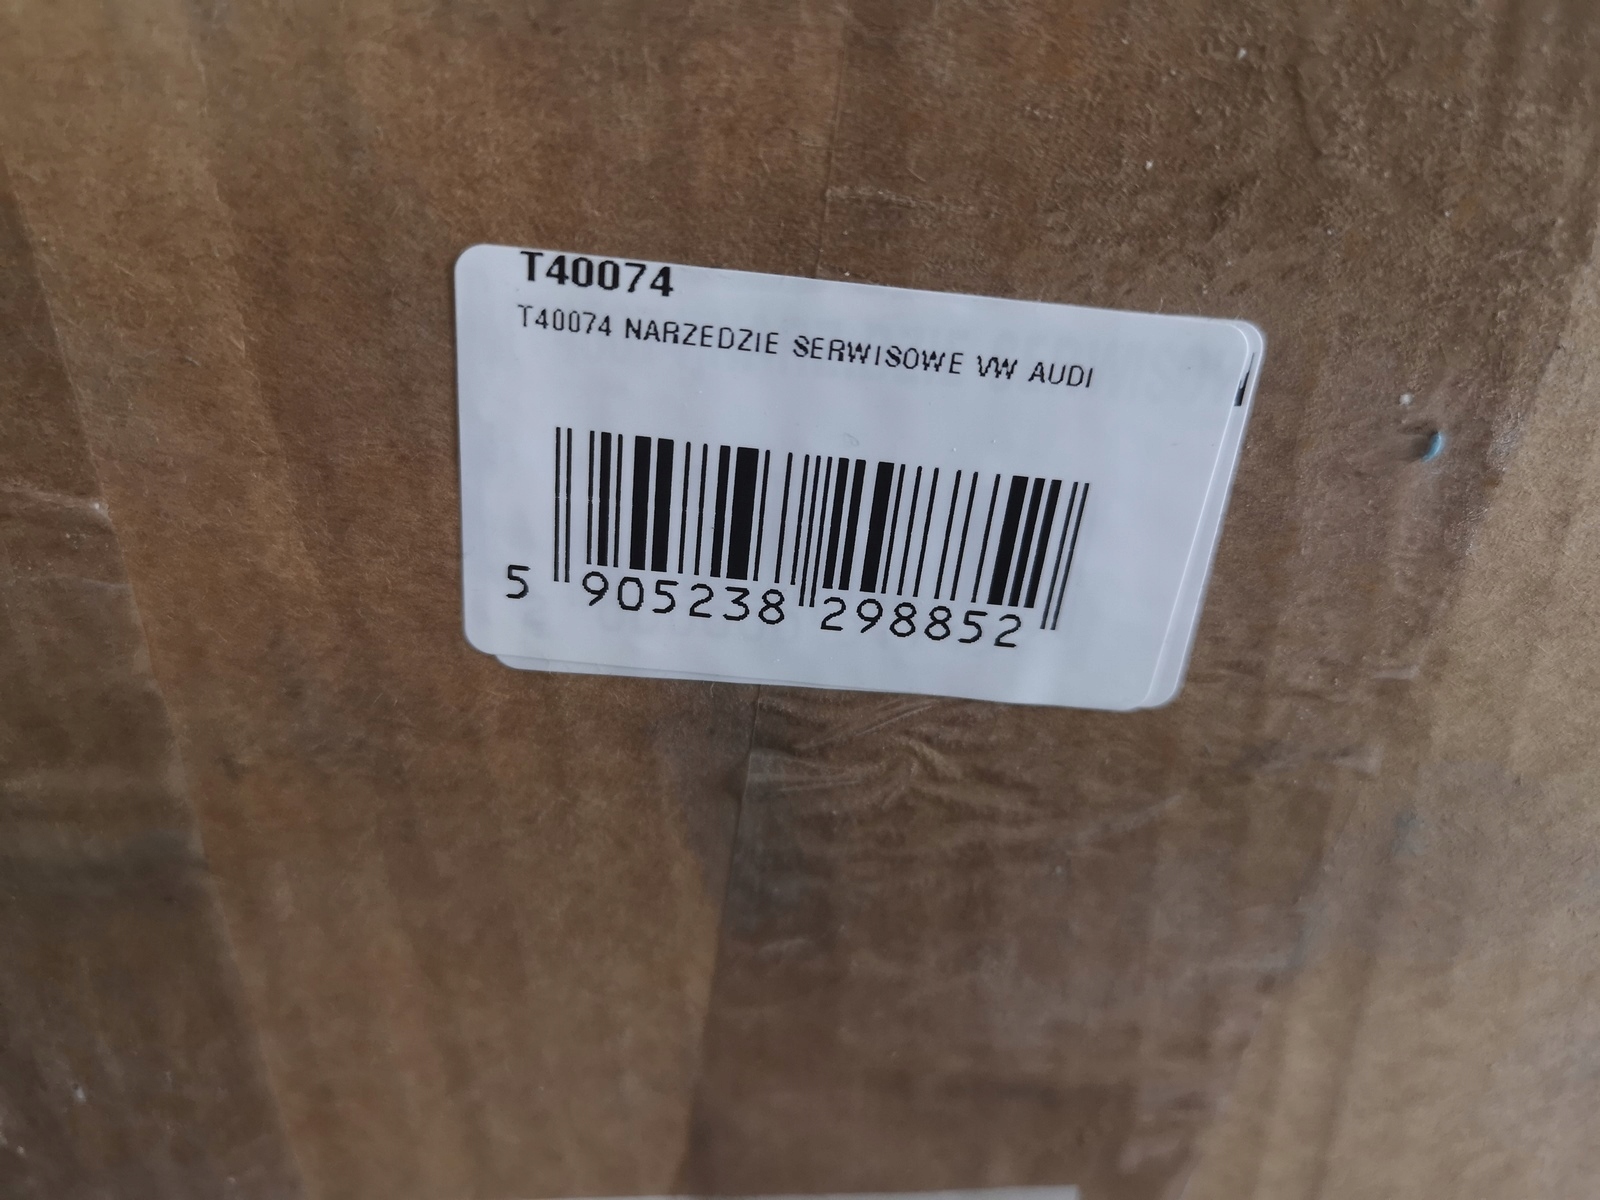 T40074
T40074 NARZEDZIE SERWISOWE VW AUDI
5 905238 298852